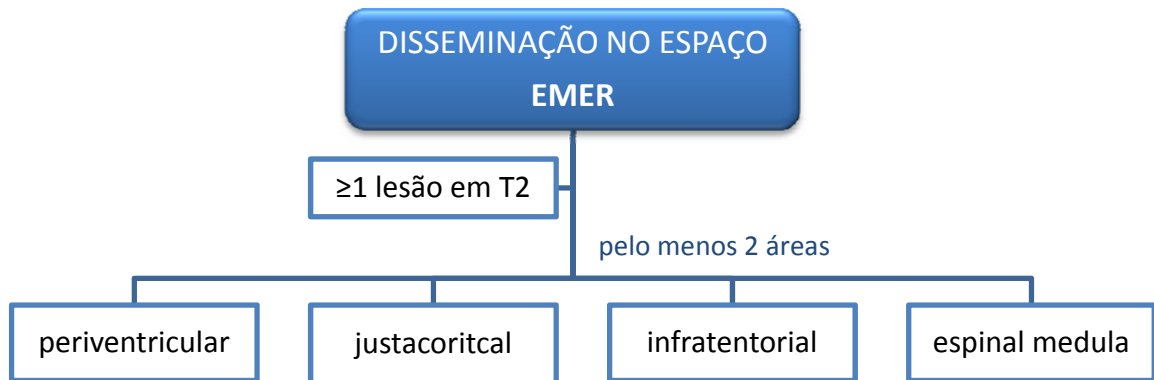 DISSEMINAÇÃO NO ESPAÇO
EMER
≥1 lesão em T2
pelo menos 2 áreas
periventricular
justacoritcal
infratentorial
espinal medula